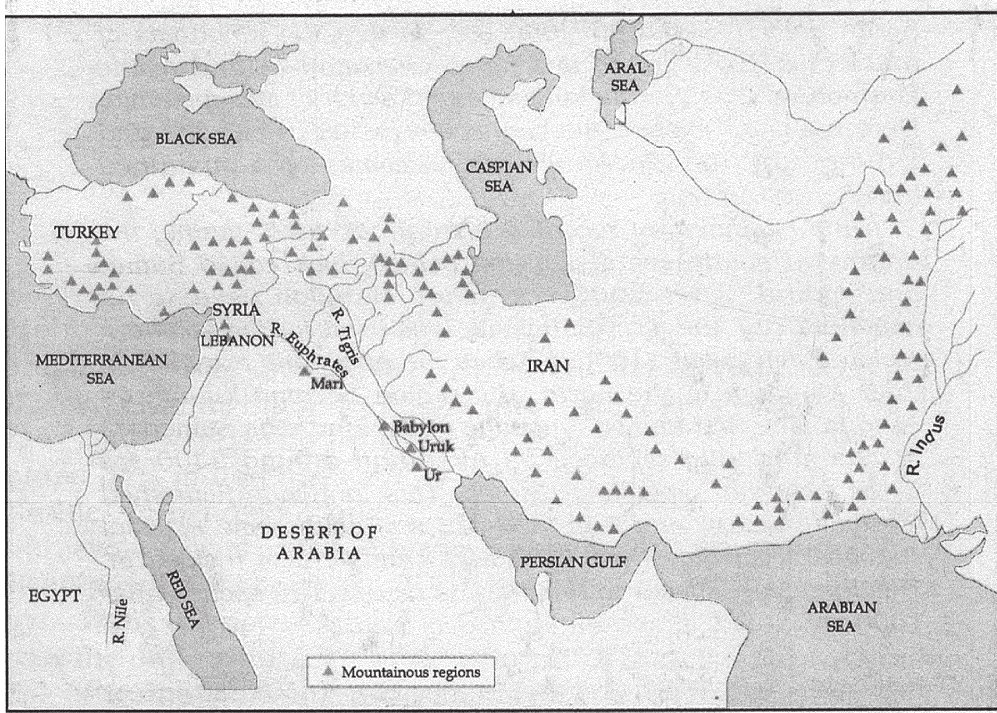 ARAL
SEA
BLACK SEA
CASPIAN
SEA
TURKEY
SYRIA
LEBANON
R. Tigris
R. Euphrates
MEDITERRANEAN
SEA
IRAN
Mari
Babylon
Uruk
Ur
R. Indus
DESERT OF
ARABIA
PERSIAN GULF
EGYPT
R. Nile
RED SEA
ARABIAN
SEA
Mountainous regions